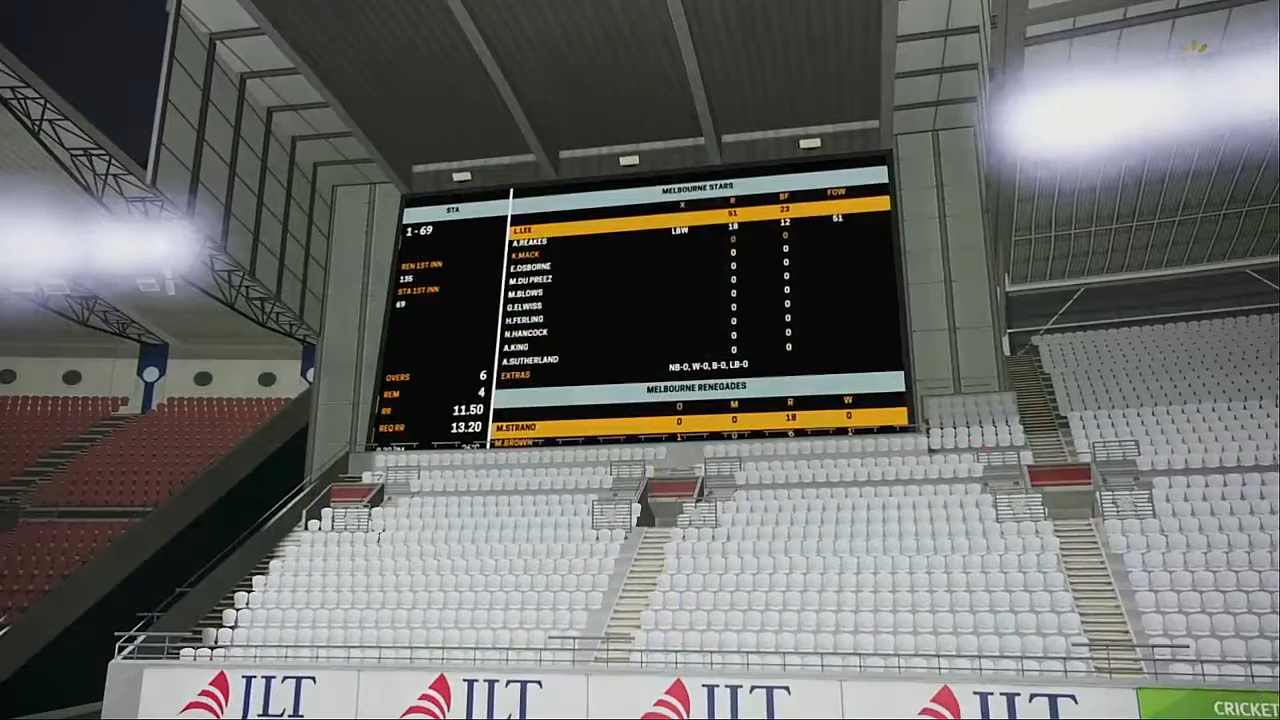 STA
MELBOURNE STARS
X R BF FOW
1-69
L.LEE 51 23
A.REAKES LBW 18 12 51
K.MACK 0 0
E.OSBORNE 0 0
M.DU PREEZ 0 0
M.BLOWS 0 0
G.ELWISS 0 0
H.FERLING 0 0
N.HANCOCK 0 0
A.KING 0 0
A.SUTHERLAND 0 0
EXTRAS NB-0, W-0, B-0, LB-0
REN 1ST INN
135
STA 1ST INN
69
OVERS 6
REM 4
RR 11.50
REQ RR 13.20
MELBOURNE RENEGADES
O M R W
M.STRANO 0 0 18 0
M.BROWN
JLT
JLT
JLT
JLT
CRICKET